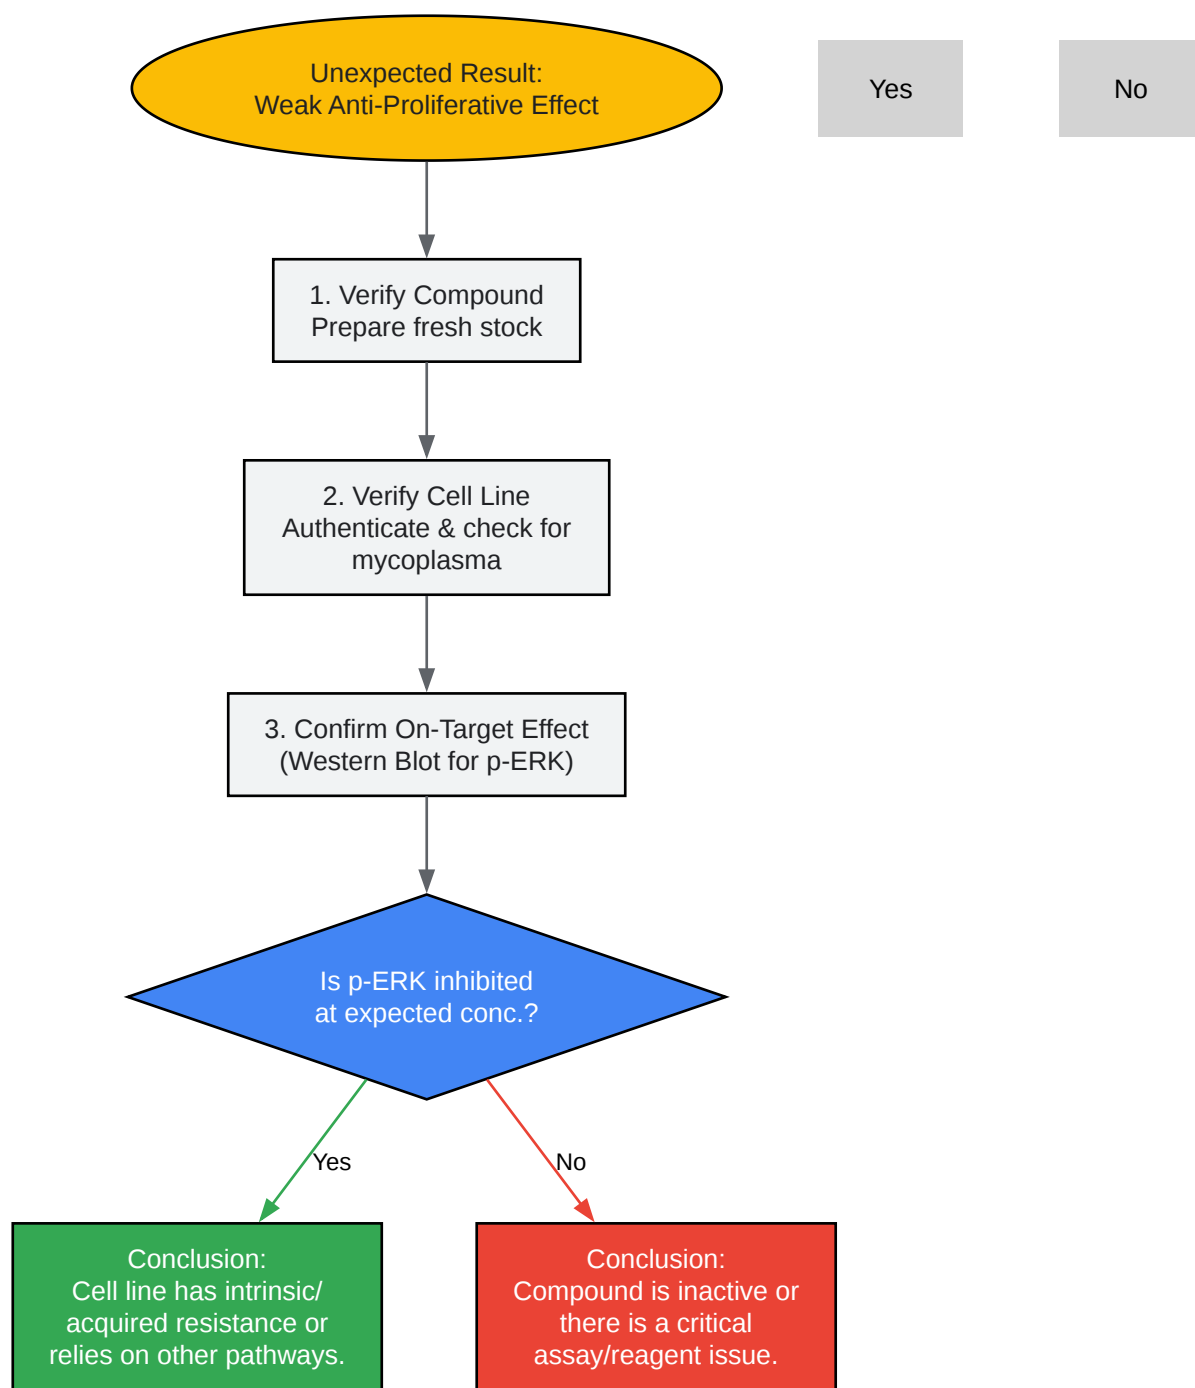 Unexpected Result:
Weak Anti-Proliferative Effect
Yes
No
1. Verify Compound
Prepare fresh stock
2. Verify Cell Line
Authenticate & check for
mycoplasma
3. Confirm On-Target Effect
(Western Blot for p-ERK)
Is p-ERK inhibited
at expected conc.?
Yes
No
Conclusion:
Cell line has intrinsic/
acquired resistance or
relies on other pathways.
Conclusion:
Compound is inactive or
there is a critical
assay/reagent issue.